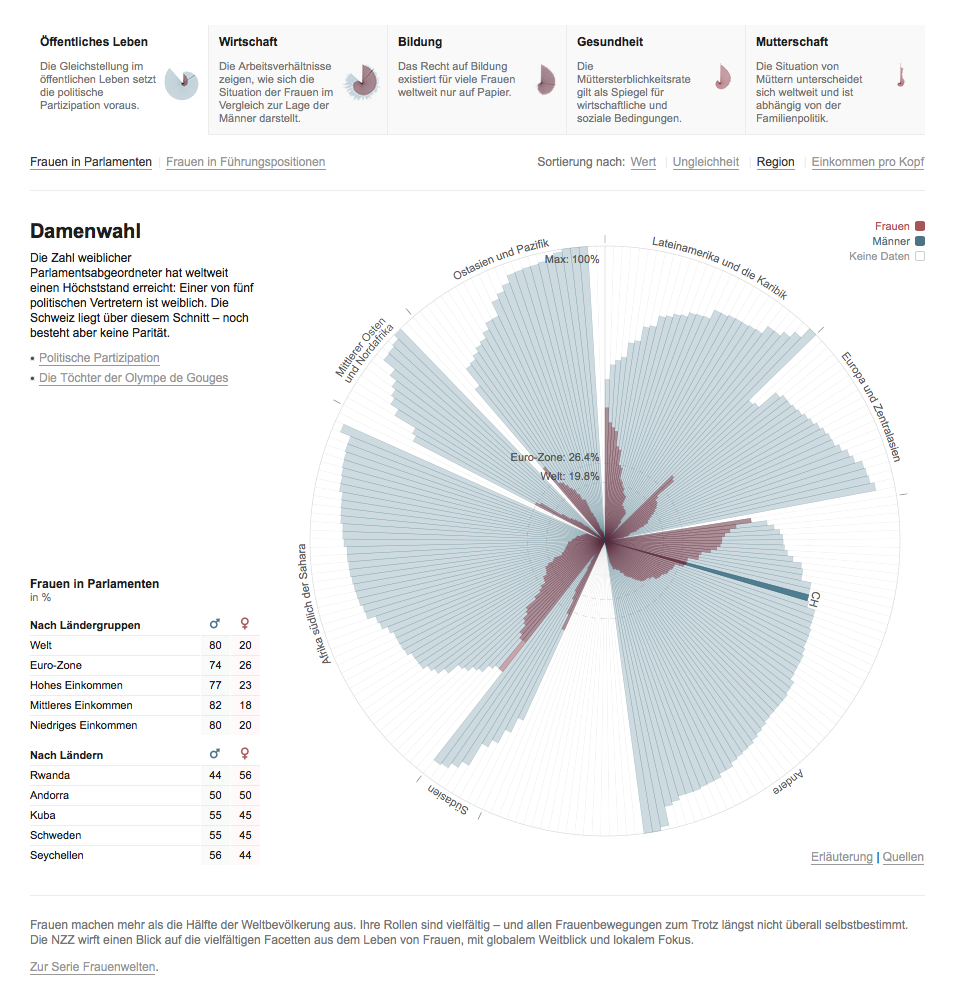 Öffentliches Leben
Die Gleichstellung im
öffentlichen Leben setzt
die politische
Partizipation voraus.
Wirtschaft
Die Arbeitsverhältnisse
zeigen, wie sich die
Situation der Frauen im
Vergleich zur Lage der
Männer darstellt.
Bildung
Das Recht auf Bildung
existiert für viele Frauen
weltweit nur auf Papier.
Gesundheit
Die
Müttersterblichkeitsrate
gilt als Spiegel für
wirtschaftliche und
soziale Bedingungen.
Mutterschaft
Die Situation von
Müttern unterscheidet
sich weltweit und ist
abhängig von der
Familienpolitik.
Frauen in Parlamenten | Frauen in Führungspositionen
Sortierung nach: Wert | Ungleichheit | Region | Einkommen pro Kopf
Damenwahl
Die Zahl weiblicher
Parlamentsabgeordneter hat weltweit
einen Höchststand erreicht: Einer von fünf
politischen Vertretern ist weiblich. Die
Schweiz liegt über diesem Schnitt – noch
besteht aber keine Parität.
• Politische Partizipation
• Die Töchter der Olympe de Gouges
Frauen
Männer
Keine Daten
Ostasien und Pazifik
Max: 100%
Lateinamerika und die Karibik
Mittlerer Osten
und Nordafrika
Europa und Zentralasien
Euro-Zone: 26.4%
Welt: 19.8%
CH
Afrika südlich der Sahara
Südasien
Andere
Frauen in Parlamenten
in %
Nach Ländergruppen ♂ ♀
Welt 80 20
Euro-Zone 74 26
Hohes Einkommen 77 23
Mittleres Einkommen 82 18
Niedriges Einkommen 80 20
Nach Ländern ♂ ♀
Rwanda 44 56
Andorra 50 50
Kuba 55 45
Schweden 55 45
Seychellen 56 44
Erläuterung | Quellen
Frauen machen mehr als die Hälfte der Weltbevölkerung aus. Ihre Rollen sind vielfältig – und allen Frauenbewegungen zum Trotz längst nicht überall selbstbestimmt.
Die NZZ wirft einen Blick auf die vielfältigen Facetten aus dem Leben von Frauen, mit globalem Weitblick und lokalem Fokus.
Zur Serie Frauenwelten.